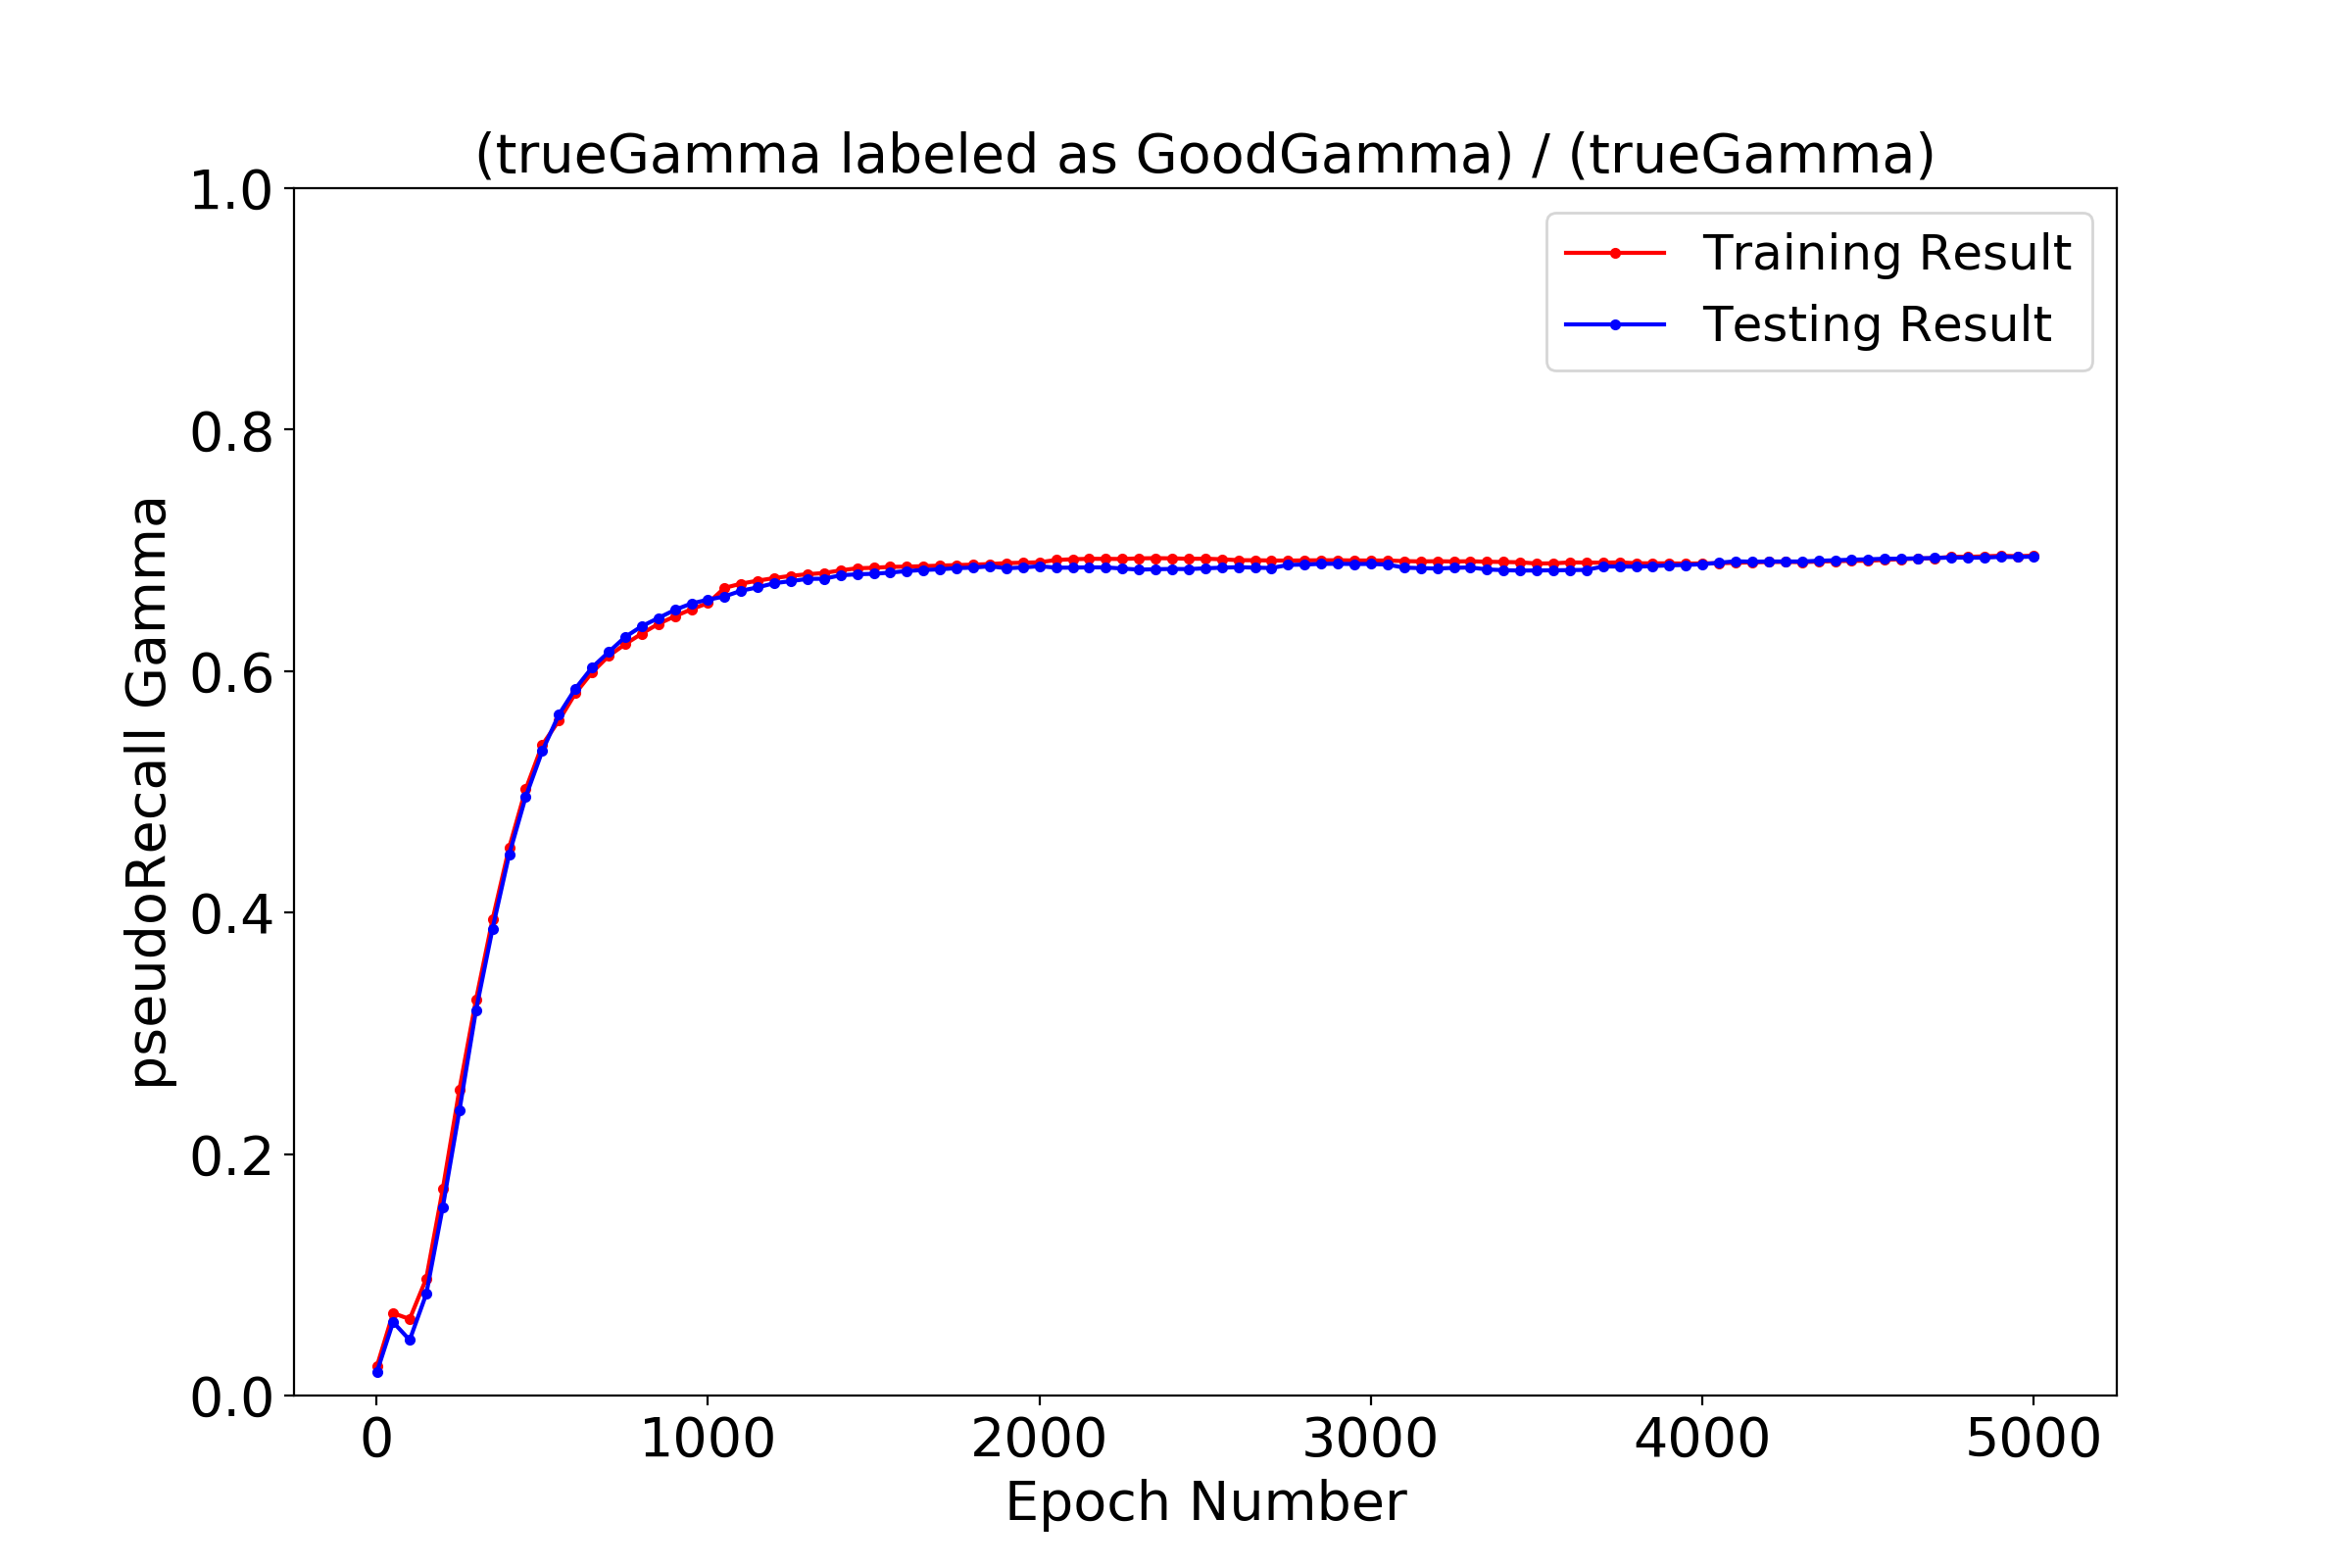 (trueGamma labeled as GoodGamma) / (trueGamma)
Training Result
Testing Result
pseudoRecall Gamma
1.0
0.8
0.6
0.4
0.2
0.0
0 1000 2000 3000 4000 5000
Epoch Number